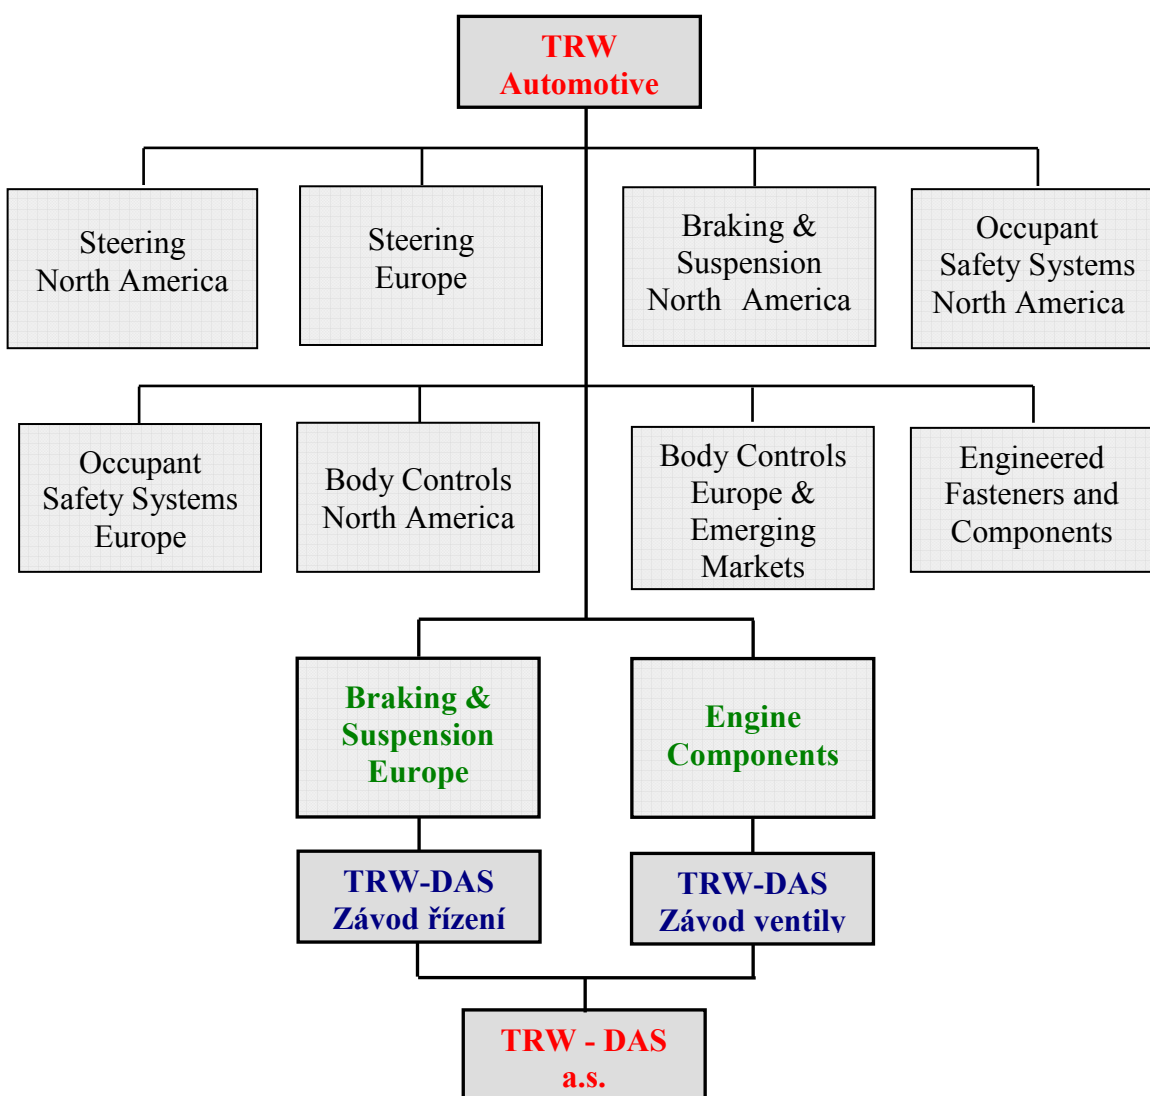 TRW
Automotive
Steering
North America
Steering
Europe
Braking &
Suspension
North America
Occupant
Safety Systems
North America
Occupant
Safety Systems
Europe
Body Controls
North America
Body Controls
Europe &
Emerging
Markets
Engineered
Fasteners and
Components
Braking &
Suspension
Europe
Engine
Components
TRW-DAS
Závod řízení
TRW-DAS
Závod ventily
TRW - DAS
a.s.